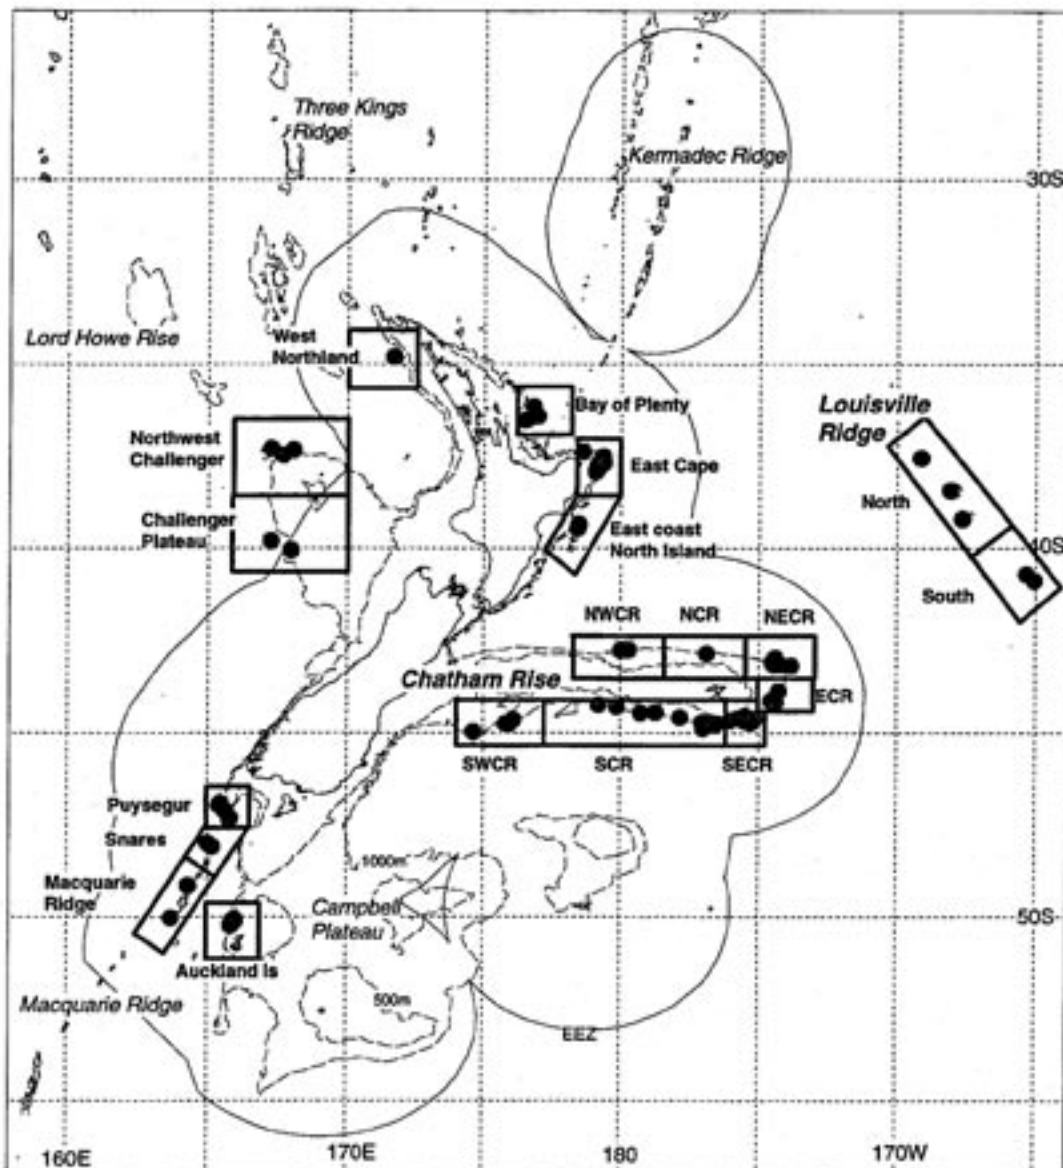 Three Kings
Ridge
Kermadec Ridge
30S
Lord Howe Rise
West
Northland
Bay of Plenty
Louisville
Ridge
Northwest
Challenger
East Cape
North
Challenger
Plateau
East coast
North Island
40S
South
NWCR
NCR
NECR
Chatham Rise
ECR
SWCR
SCR
SECR
Puysegur
Snares
1000m
Macquarie
Ridge
Campbell
Plateau
50S
Auckland Is
Macquarie Ridge
500m
EEZ
160E
170E
180
170W